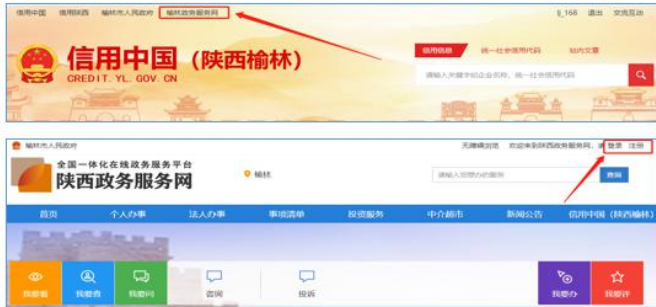 信用中国 信用陕西 榆林市人民政府 榆林政务服务网 lj_168 退出 交流互动
信用中国（陕西榆林）
CREDIT.YL.GOV.CN
信用信息 统一社会信用代码 站内文章
请输入关键字如企业名称、统一社会信用代码
榆林市人民政府 无障碍浏览 欢迎来到陕西政务服务网，请 登录 注册
全国一体化在线政务服务平台
陕西政务服务网
榆林
请输入您想办的服务
查询
首页 个人办事 法人办事 事项清单 投资服务 中介超市 新闻公告 信用中国（陕西榆林）
我要看 我要查 我要问 咨询 投诉 我要办 我要评